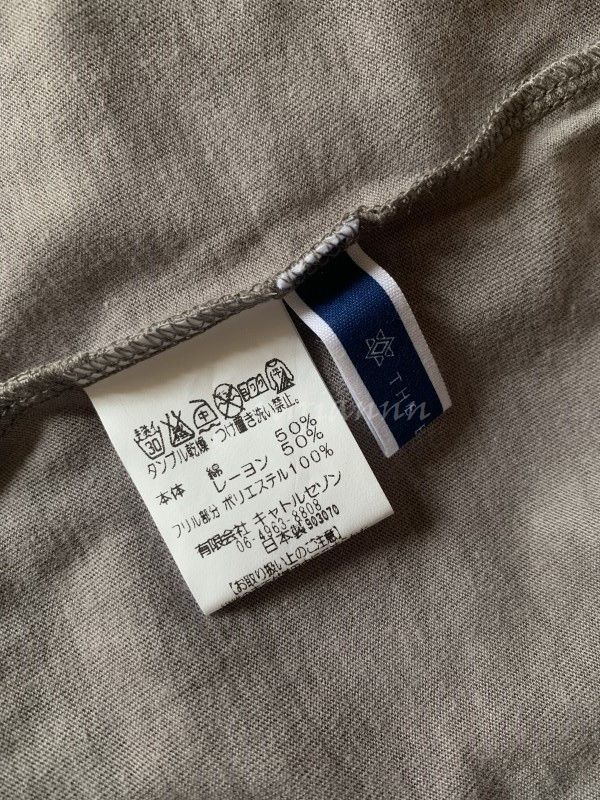 タンブル乾燥・つけ置き洗い禁止。
本体 綿 50%
レーヨン 50%
フリル部分 ポリエステル100%
有限会社 キャトルセゾン
06-4963-8808
日本製
【お取り扱い上のご注意】
TH